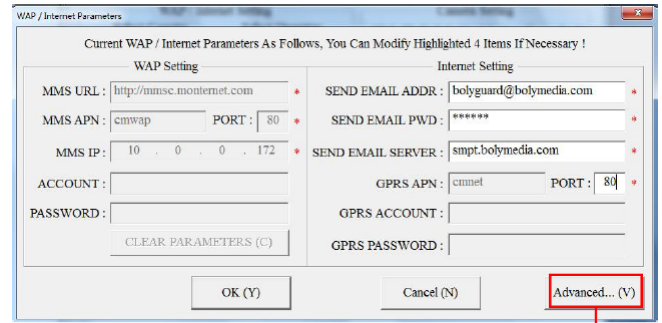 WAP / Internet Parameters
Current WAP / Internet Parameters As Follows, You Can Modify Highlighted 4 Items If Necessary !
WAP Setting
MMS URL : http://mmsc.monternet.com *
MMS APN : cmwap PORT : 80 *
MMS IP : 10 . 0 . 0 . 172 *
ACCOUNT :
PASSWORD :
CLEAR PARAMETERS (C)
Internet Setting
SEND EMAIL ADDR : bolyguard@bolymedia.com *
SEND EMAIL PWD : ****** *
SEND EMAIL SERVER : smpt.bolymedia.com *
GPRS APN : cmnet PORT : 80 *
GPRS ACCOUNT :
GPRS PASSWORD :
OK (Y) Cancel (N) Advanced... (V)